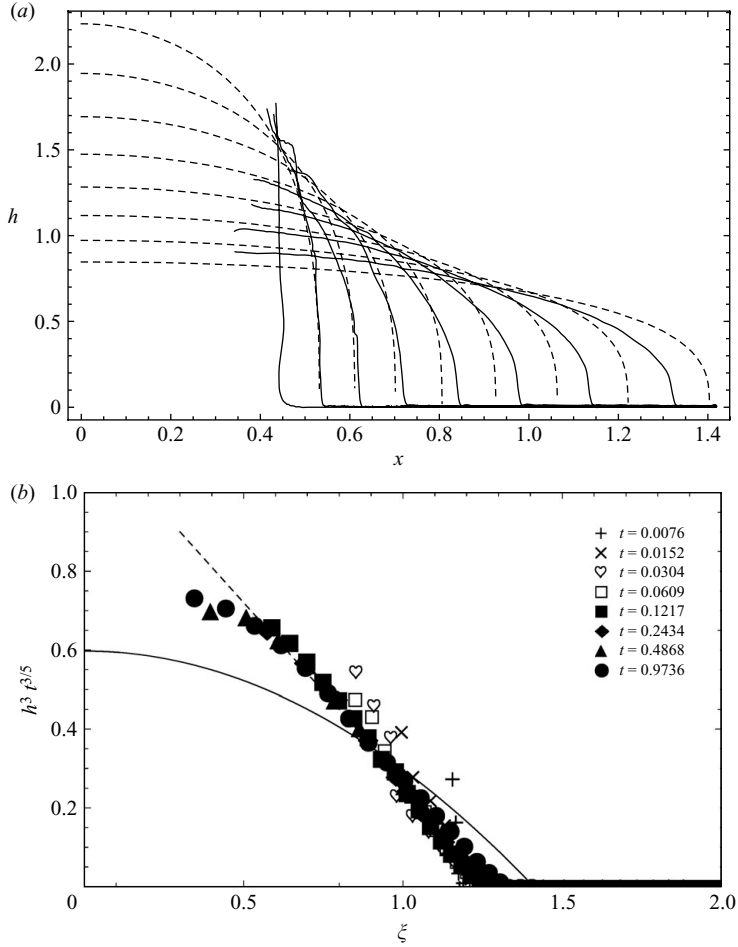 (a)
2.0
1.5
h
1.0
0.5
0
0 0.2 0.4 0.6 0.8 1.0 1.2 1.4
x
(b)
1.0
0.8
0.6
h³ t³/⁵
0.4
0.2
0
0.5 1.0 1.5 2.0
ξ
t = 0.0076
t = 0.0152
t = 0.0304
t = 0.0609
t = 0.1217
t = 0.2434
t = 0.4868
t = 0.9736